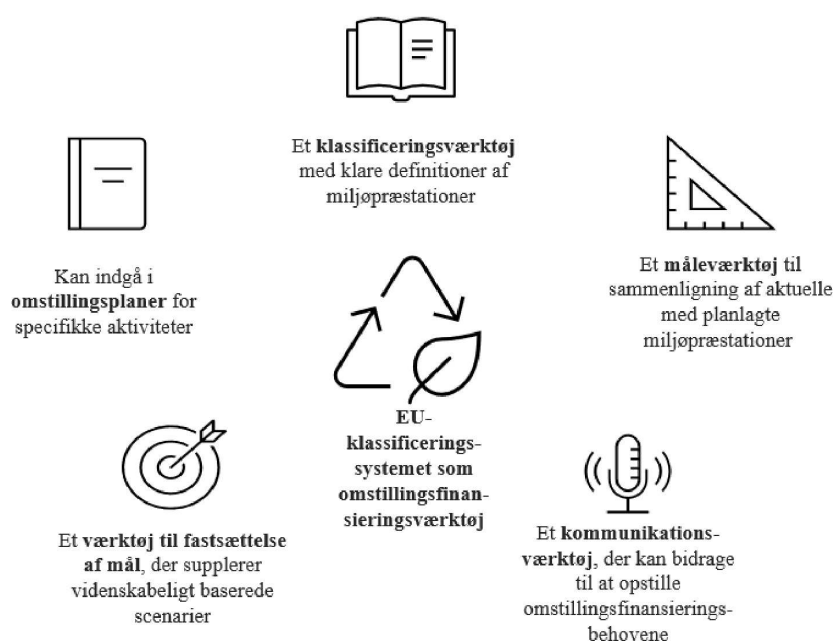 Et klassificeringsværktøj
med klare definitioner af
miljøpræstationer
Kan indgå i
omstillingsplaner for
specifikke aktiviteter
Et måleværktøj til
sammenligning af aktuelle
med planlagte
miljøpræstationer
EU-
klassificerings-
systemet som
omstillingsfinan-
sieringsværktøj
Et værktøj til fastsættelse
af mål, der supplerer
videnskabeligt baserede
scenarier
Et kommunikations-
værktøj, der kan bidrage
til at opstille
omstillingsfinansierings-
behovene